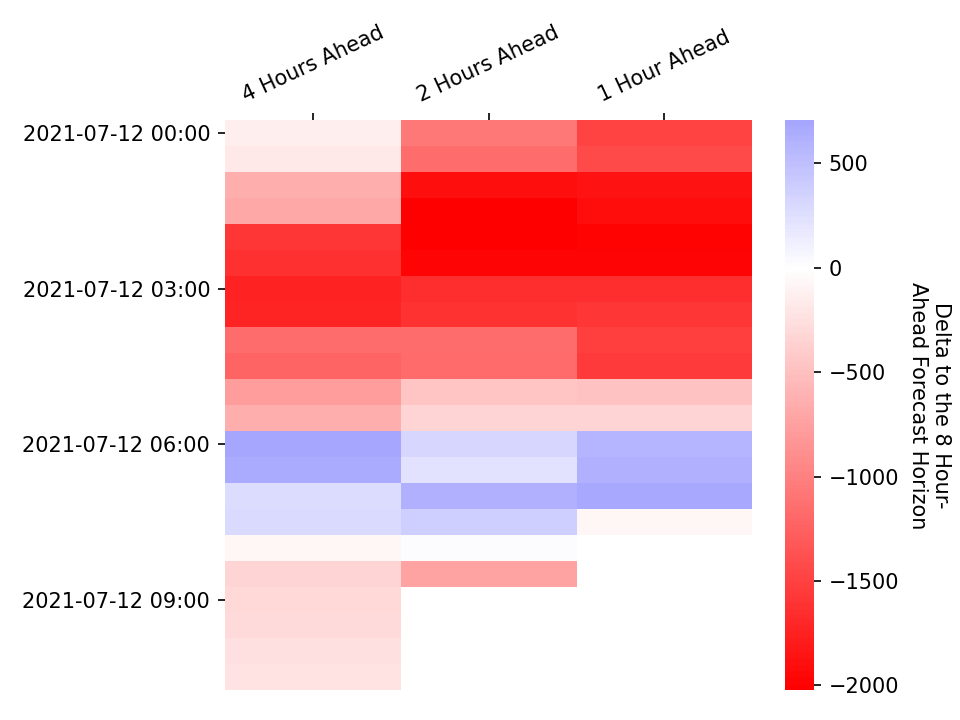 4 Hours Ahead
2 Hours Ahead
1 Hour Ahead
2021-07-12 00:00
2021-07-12 03:00
2021-07-12 06:00
2021-07-12 09:00
500
0
−500
−1000
−1500
−2000
Delta to the 8 Hour-
Ahead Forecast Horizon